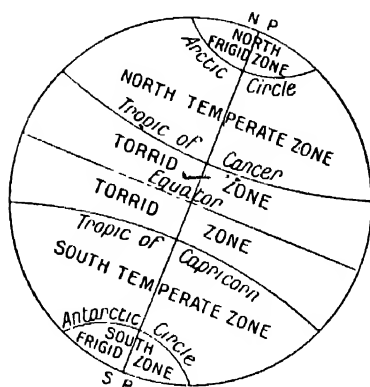 N P
NORTH
FRIGID ZONE
Arctic Circle
NORTH TEMPERATE ZONE
Tropic of Cancer
TORRID ZONE
Equator
TORRID ZONE
Tropic of Capricorn
SOUTH TEMPERATE ZONE
Antarctic Circle
SOUTH
FRIGID ZONE
S P